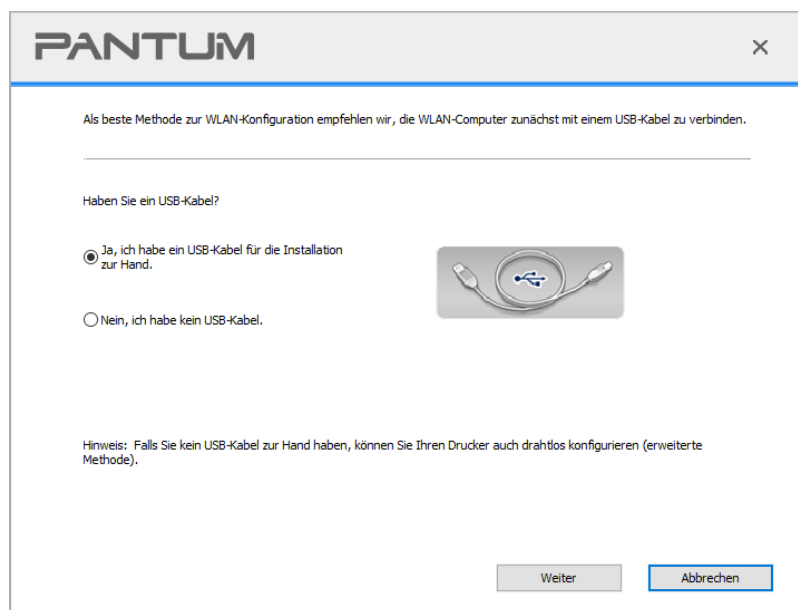 PANTUM
Als beste Methode zur WLAN-Konfiguration empfehlen wir, die WLAN-Computer zunächst mit einem USB-Kabel zu verbinden.
Haben Sie ein USB-Kabel?
Ja, ich habe ein USB-Kabel für die Installation
zur Hand.
Nein, ich habe kein USB-Kabel.
Hinweis: Falls Sie kein USB-Kabel zur Hand haben, können Sie Ihren Drucker auch drahtlos konfigurieren (erweiterte
Methode).
Weiter
Abbrechen